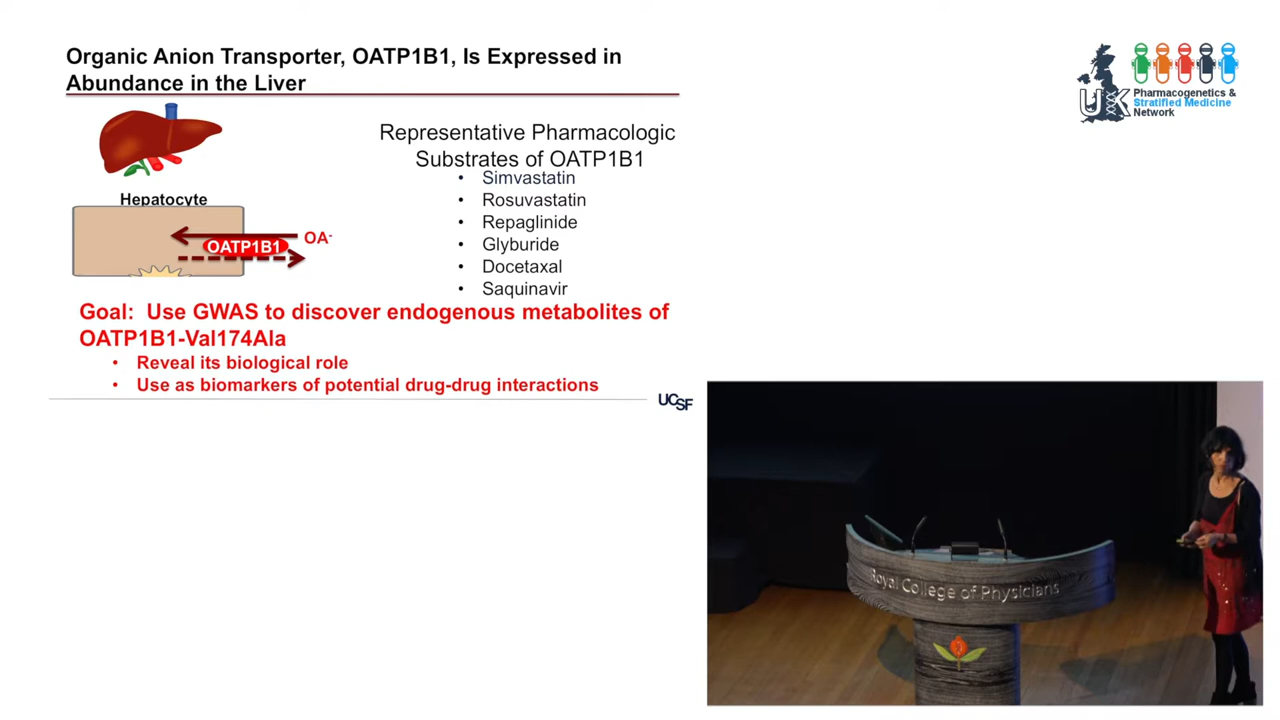 Organic Anion Transporter, OATP1B1, Is Expressed in
Abundance in the Liver
Hepatocyte
OATP1B1
OA-
Representative Pharmacologic
Substrates of OATP1B1
• Simvastatin
• Rosuvastatin
• Repaglinide
• Glyburide
• Docetaxal
• Saquinavir
Goal: Use GWAS to discover endogenous metabolites of
OATP1B1-Val174Ala
• Reveal its biological role
• Use as biomarkers of potential drug-drug interactions
UCSF
UK
Pharmacogenetics &
Stratified Medicine
Network
Royal College of Physicians